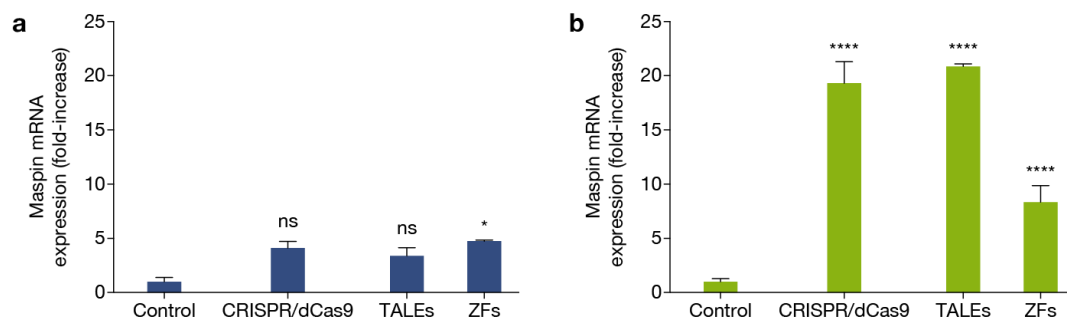 a
Maspin mRNA
expression (fold-increase)
25
20
15
10
5
0
ns
ns
*
Control
CRISPR/dCas9
TALEs
ZFs
b
Maspin mRNA
expression (fold-increase)
25
20
15
10
5
0
****
****
****
Control
CRISPR/dCas9
TALEs
ZFs